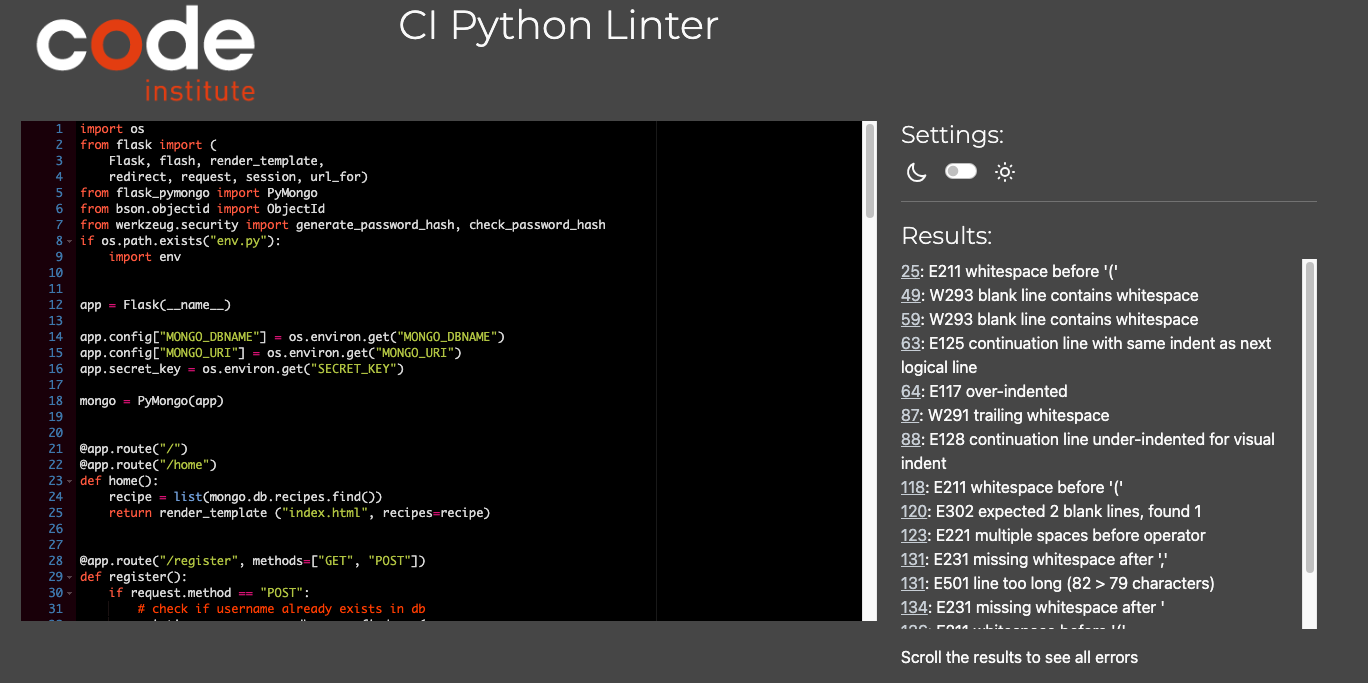 code
institute
CI Python Linter
1 import os
2 from flask import (
3     Flask, flash, render_template,
4     redirect, request, session, url_for)
5 from flask_pymongo import PyMongo
6 from bson.objectid import ObjectId
7 from werkzeug.security import generate_password_hash, check_password_hash
8 if os.path.exists("env.py"):
9     import env
10
11
12 app = Flask(__name__)
13
14 app.config["MONGO_DBNAME"] = os.environ.get("MONGO_DBNAME")
15 app.config["MONGO_URI"] = os.environ.get("MONGO_URI")
16 app.secret_key = os.environ.get("SECRET_KEY")
17
18 mongo = PyMongo(app)
19
20
21 @app.route("/")
22 @app.route("/home")
23 def home():
24     recipe = list(mongo.db.recipes.find())
25     return render_template ("index.html", recipes=recipe)
26
27
28 @app.route("/register", methods=["GET", "POST"])
29 def register():
30     if request.method == "POST":
31         # check if username already exists in db
Settings:
Results:
25: E211 whitespace before '('
49: W293 blank line contains whitespace
59: W293 blank line contains whitespace
63: E125 continuation line with same indent as next
logical line
64: E117 over-indented
87: W291 trailing whitespace
88: E128 continuation line under-indented for visual
indent
118: E211 whitespace before '('
120: E302 expected 2 blank lines, found 1
123: E221 multiple spaces before operator
131: E231 missing whitespace after ','
131: E501 line too long (82 > 79 characters)
134: E231 missing whitespace after '
E211 whitespace before '('
Scroll the results to see all errors